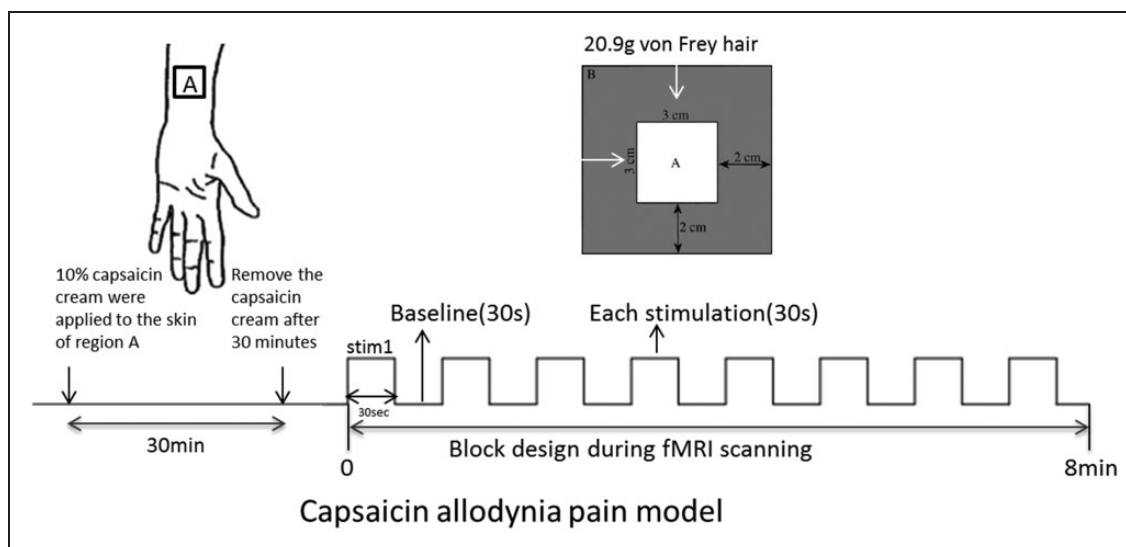 A
20.9g von Frey hair
B
3 cm
3 cm
A
2 cm
2 cm
10% capsaicin
cream were
applied to the skin
of region A
Remove the
capsaicin
cream after
30 minutes
Baseline(30s)
Each stimulation(30s)
stim1
30sec
30min
Block design during fMRI scanning
0
8min
Capsaicin allodynia pain model